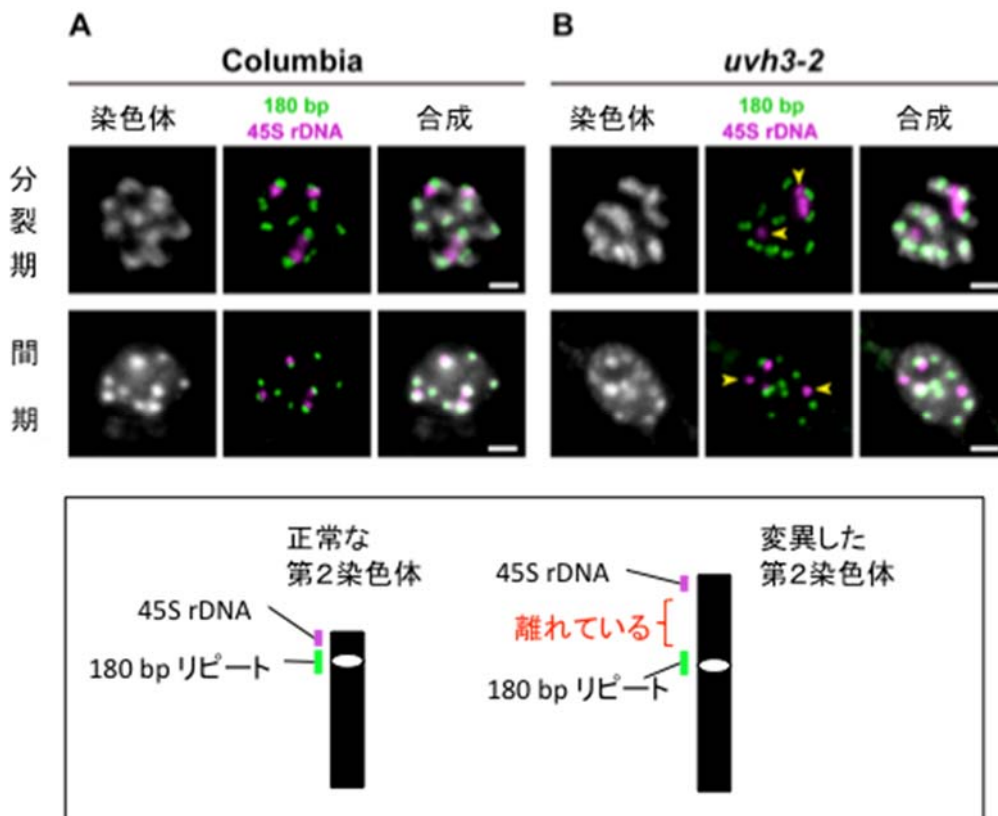 A
B
Columbia
uvh3-2
染色体
180 bp
45S rDNA
合成
染色体
180 bp
45S rDNA
合成
分裂期
間期
正常な
第2染色体
45S rDNA
180 bp リピート
変異した
第2染色体
45S rDNA
離れている
180 bp リピート